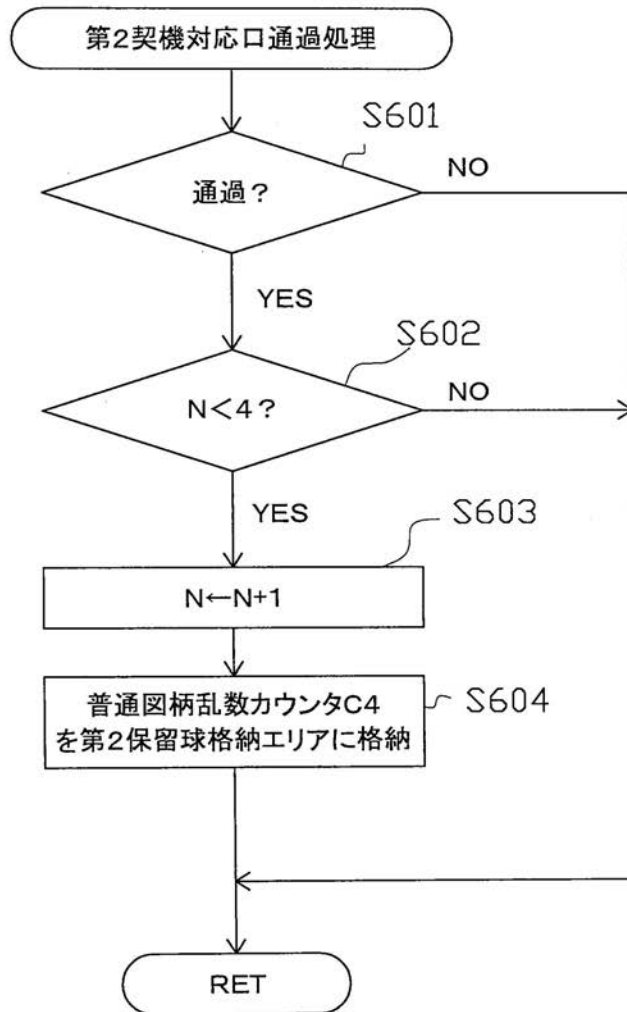 第2契機対応口通過処理
S601
通過？
NO
YES
S602
N＜4？
NO
YES
S603
N←N+1
普通図柄乱数カウンタC4
を第2保留球格納エリアに格納
S604
RET